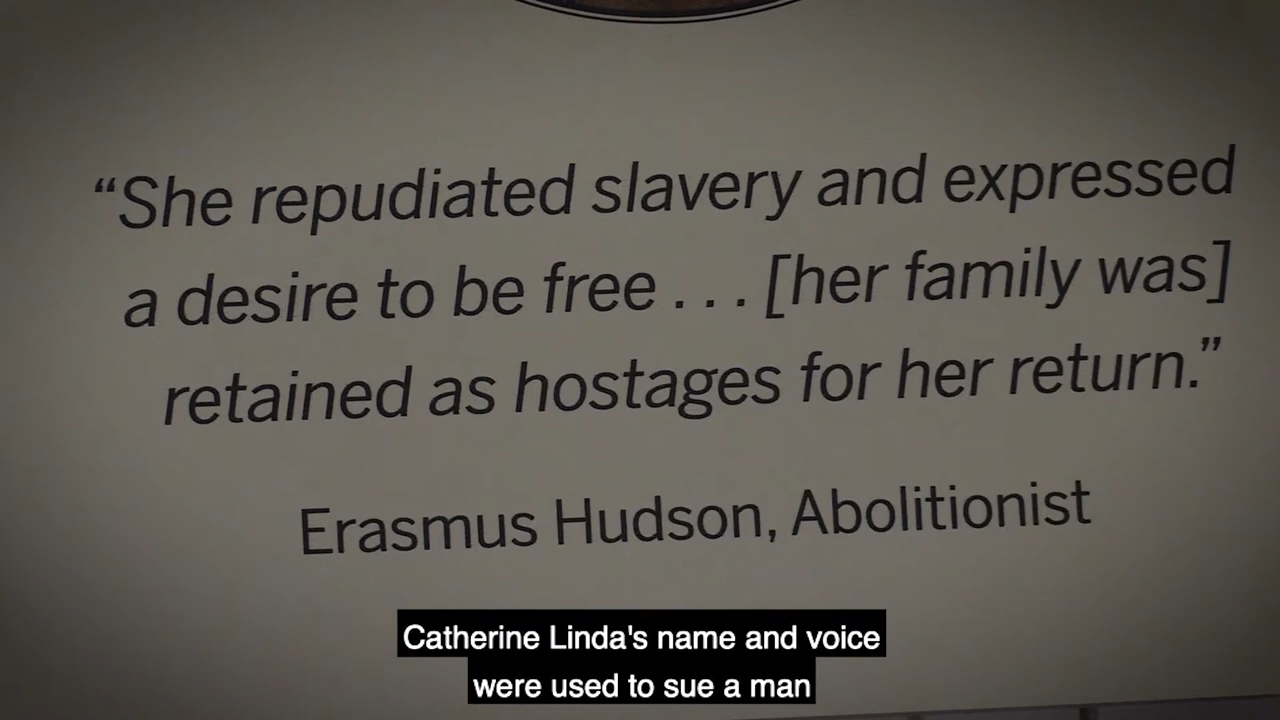 “She repudiated slavery and expressed
a desire to be free . . . [her family was]
retained as hostages for her return.”
Erasmus Hudson, Abolitionist
Catherine Linda's name and voice
were used to sue a man